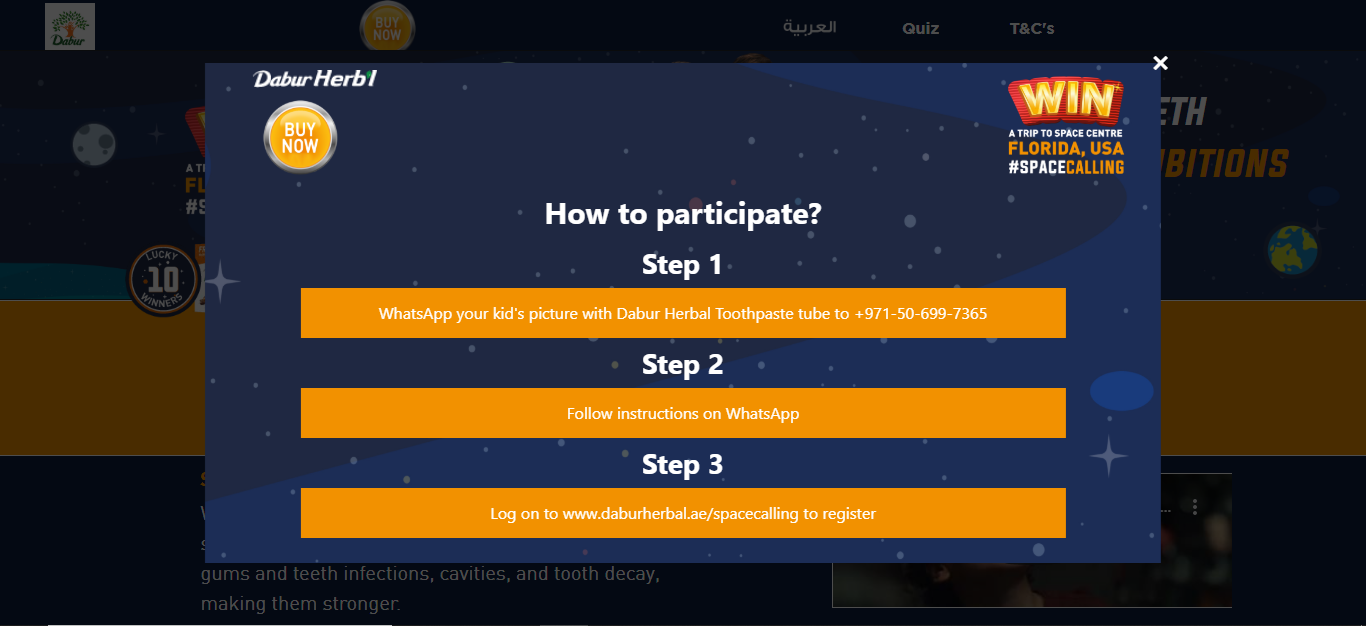 Dabur
BUY
NOW
العربية
Quiz
T&C's
Dabur Herb'l
BUY
NOW
WIN
A TRIP TO SPACE CENTRE
FLORIDA, USA
#SPACECALLING
LUCKY
10
WINNERS
How to participate?
Step 1
WhatsApp your kid's picture with Dabur Herbal Toothpaste tube to +971-50-699-7365
Step 2
Follow instructions on WhatsApp
Step 3
Log on to www.daburherbal.ae/spacecalling to register
gums and teeth infections, cavities, and tooth decay,
making them stronger.